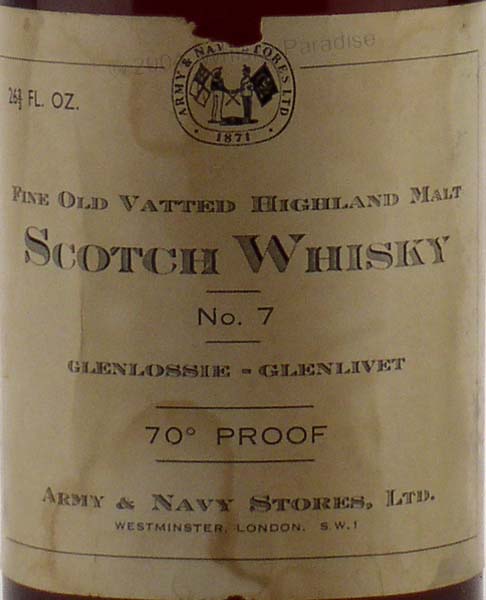 Paradise
ARMY & NAVY STORES LTD
· 1871 ·
26⅔ FL. OZ.
FINE OLD VATTED HIGHLAND MALT
SCOTCH WHISKY
No. 7
GLENLOSSIE - GLENLIVET
70° PROOF
ARMY & NAVY STORES, LTD.
WESTMINSTER, LONDON. S.W.1